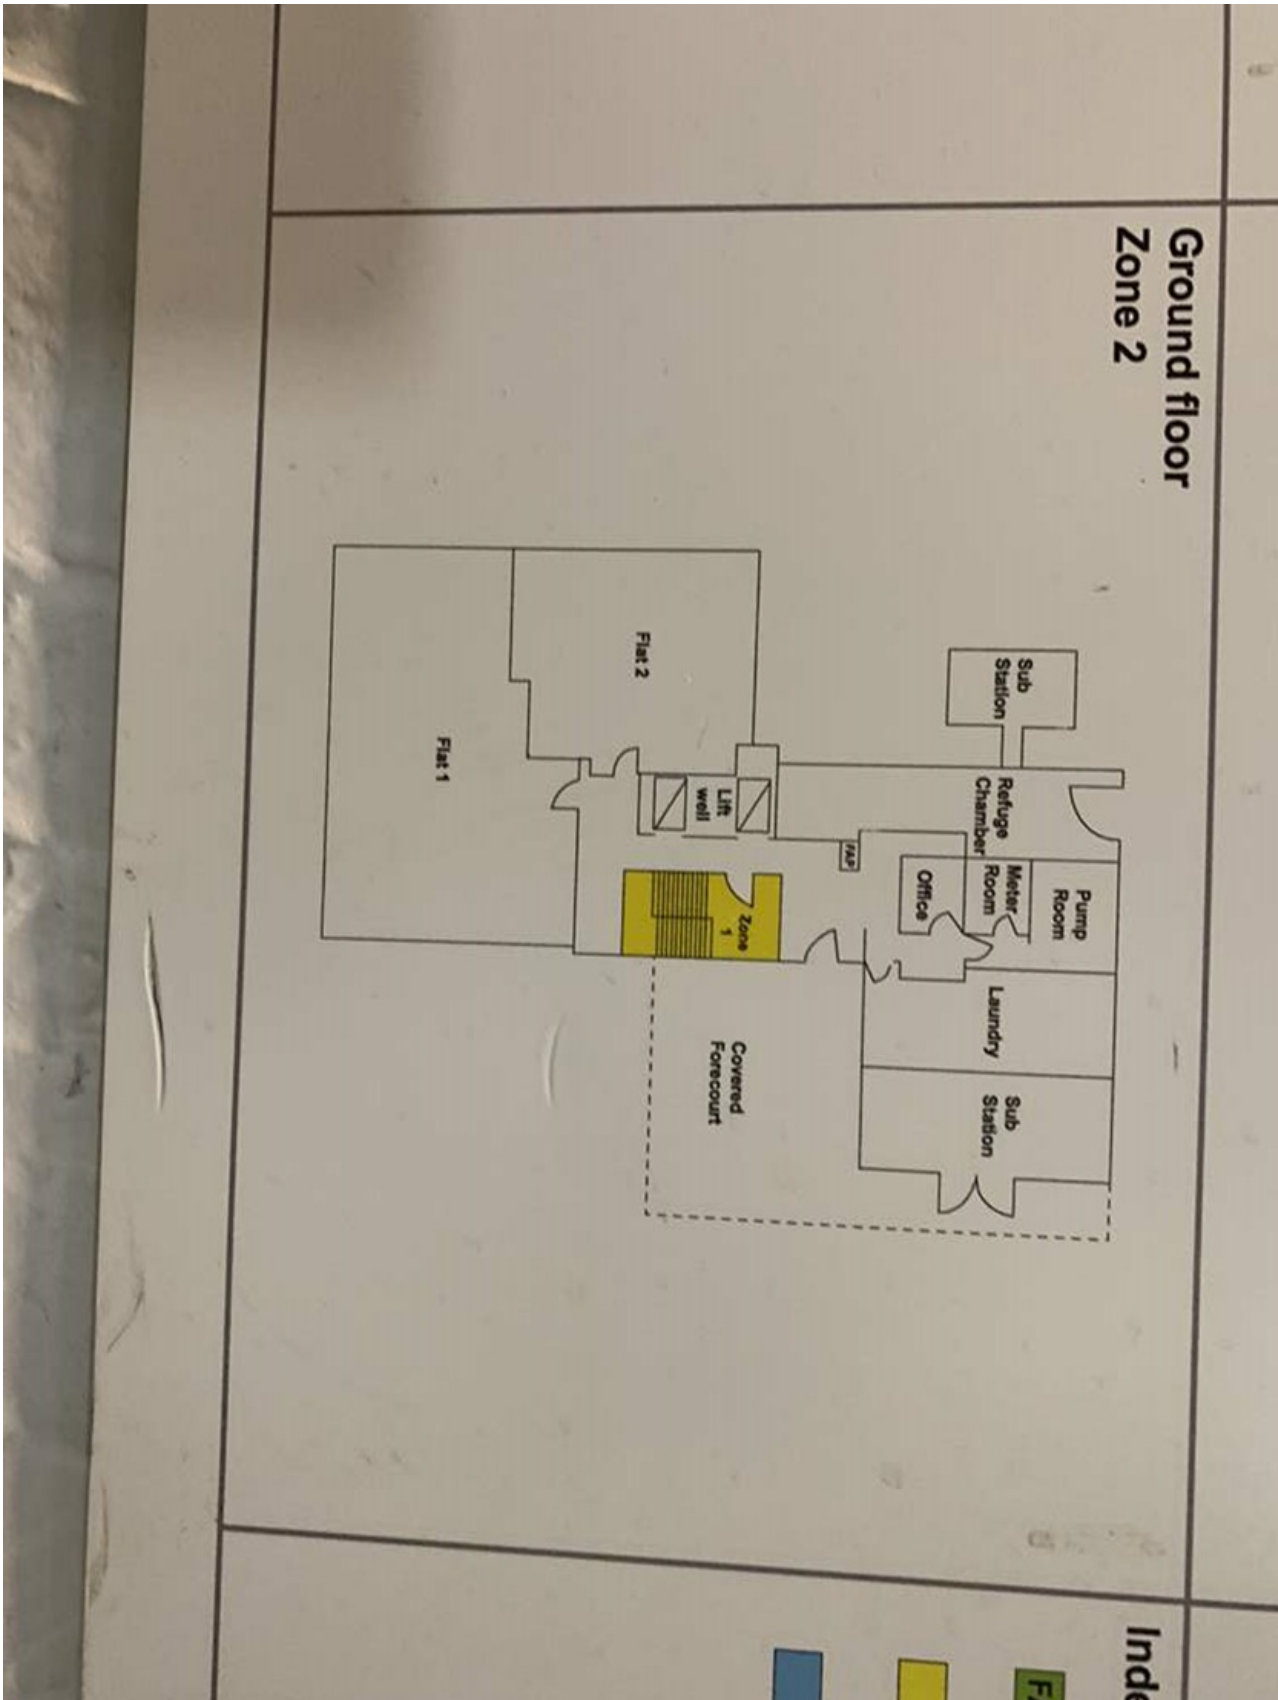 Ground floor
Zone 2
Sub
Station
Refuge
Chamber
Pump
Room
Meter
Room
Office
FAP
Laundry
Sub
Station
Flat 2
Lift
well
Zone
1
Covered
Forecourt
Flat 1